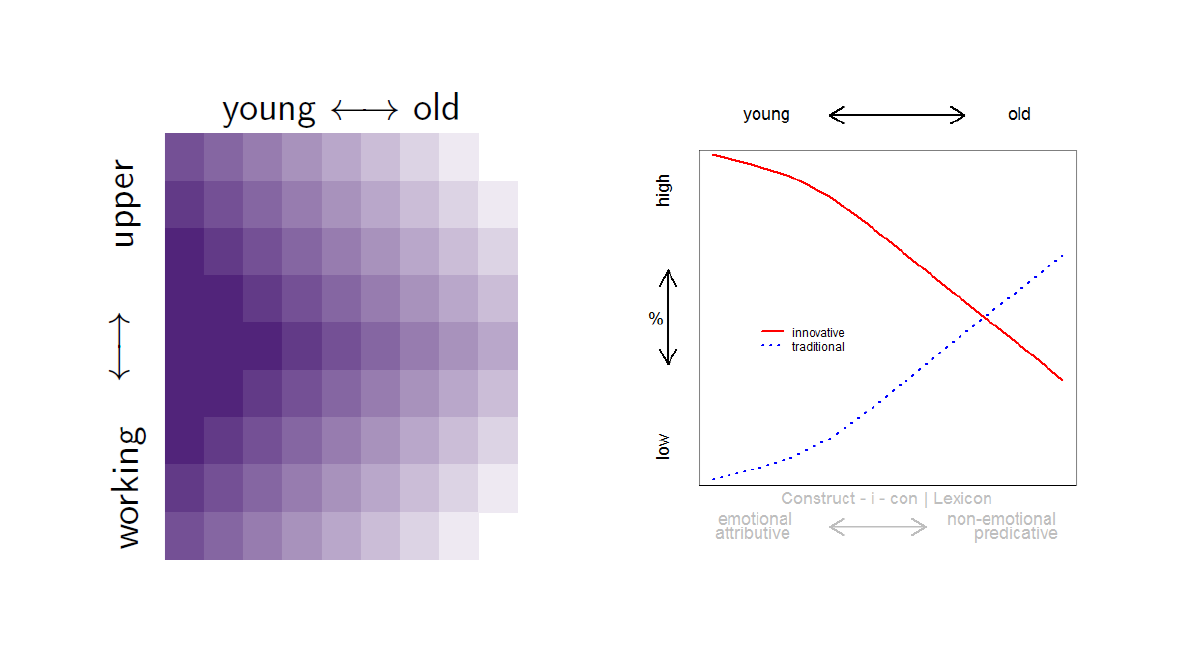 young ⟷ old
upper
⟷
working
young ⟷ old
high
%
low
innovative
traditional
Construct - i - con | Lexicon
emotional ⟷ non-emotional
attributive predicative